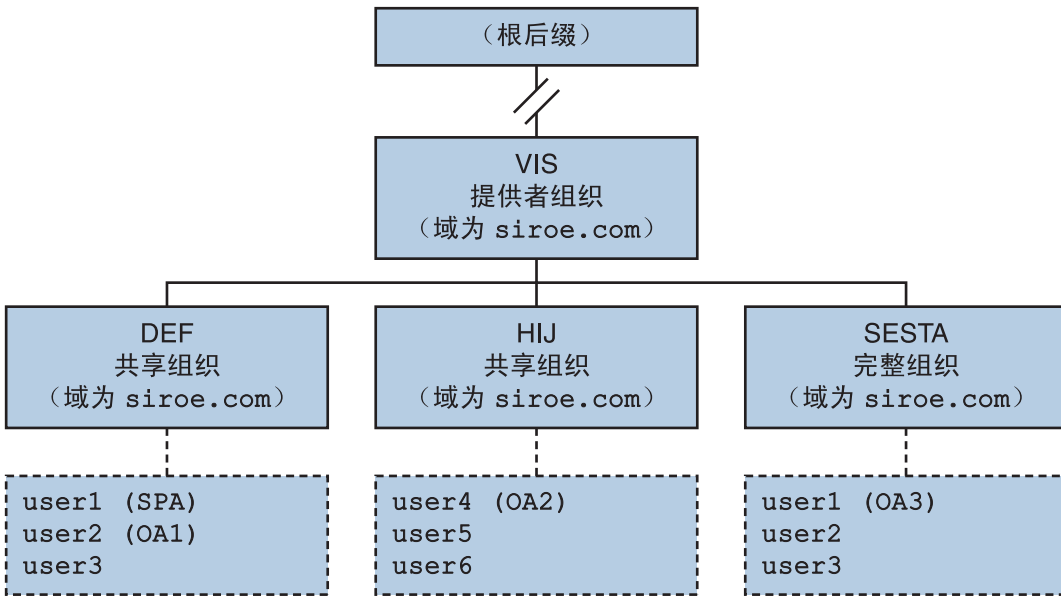 （根后缀）
VIS
提供者组织
（域为 siroe.com）
DEF
共享组织
（域为 siroe.com）
HIJ
共享组织
（域为 siroe.com）
SESTA
完整组织
（域为 siroe.com）
user1 (SPA)
user2 (OA1)
user3
user4 (OA2)
user5
user6
user1 (OA3)
user2
user3